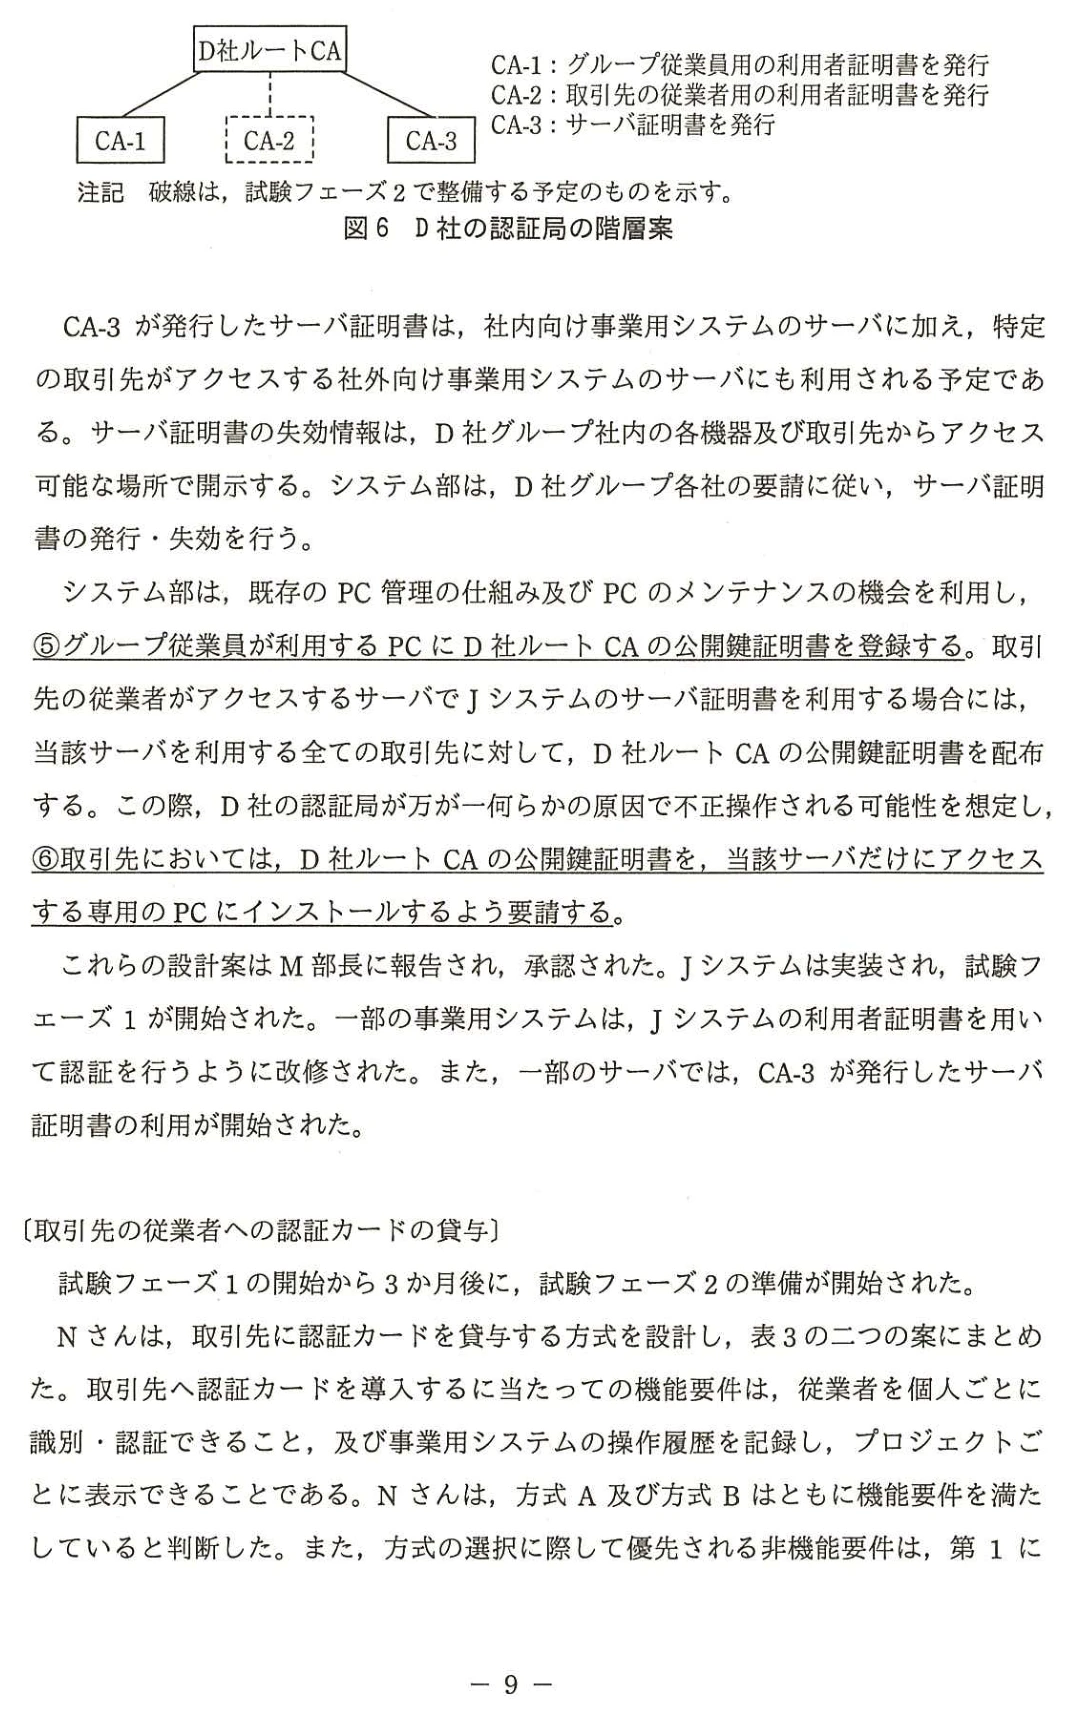 D社ルートCA
CA-1
CA-2
CA-3
CA-1：グループ従業員用の利用者証明書を発行
CA-2：取引先の従業者用の利用者証明書を発行
CA-3：サーバ証明書を発行
注記　破線は，試験フェーズ2で整備する予定のものを示す。
図6　D社の認証局の階層案
CA-3 が発行したサーバ証明書は，社内向け事業用システムのサーバに加え，特定
の取引先がアクセスする社外向け事業用システムのサーバにも利用される予定であ
る。サーバ証明書の失効情報は，D 社グループ社内の各機器及び取引先からアクセス
可能な場所で開示する。システム部は，D 社グループ各社の要請に従い，サーバ証明
書の発行・失効を行う。
システム部は，既存の PC 管理の仕組み及び PC のメンテナンスの機会を利用し，
⑤グループ従業員が利用する PC に D 社ルート CA の公開鍵証明書を登録する。取引
先の従業者がアクセスするサーバで J システムのサーバ証明書を利用する場合には，
当該サーバを利用する全ての取引先に対して，D 社ルート CA の公開鍵証明書を配布
する。この際，D 社の認証局が万が一何らかの原因で不正操作される可能性を想定し，
⑥取引先においては，D 社ルート CA の公開鍵証明書を，当該サーバだけにアクセス
する専用の PC にインストールするよう要請する。
これらの設計案は M 部長に報告され，承認された。J システムは実装され，試験フ
ェーズ 1 が開始された。一部の事業用システムは，J システムの利用者証明書を用い
て認証を行うように改修された。また，一部のサーバでは，CA-3 が発行したサーバ
証明書の利用が開始された。
〔取引先の従業者への認証カードの貸与〕
試験フェーズ 1 の開始から 3 か月後に，試験フェーズ 2 の準備が開始された。
N さんは，取引先に認証カードを貸与する方式を設計し，表 3 の二つの案にまとめ
た。取引先へ認証カードを導入するに当たっての機能要件は，従業者を個人ごとに
識別・認証できること，及び事業用システムの操作履歴を記録し，プロジェクトご
とに表示できることである。N さんは，方式 A 及び方式 B はともに機能要件を満た
していると判断した。また，方式の選択に際して優先される非機能要件は，第 1 に
－ 9 －